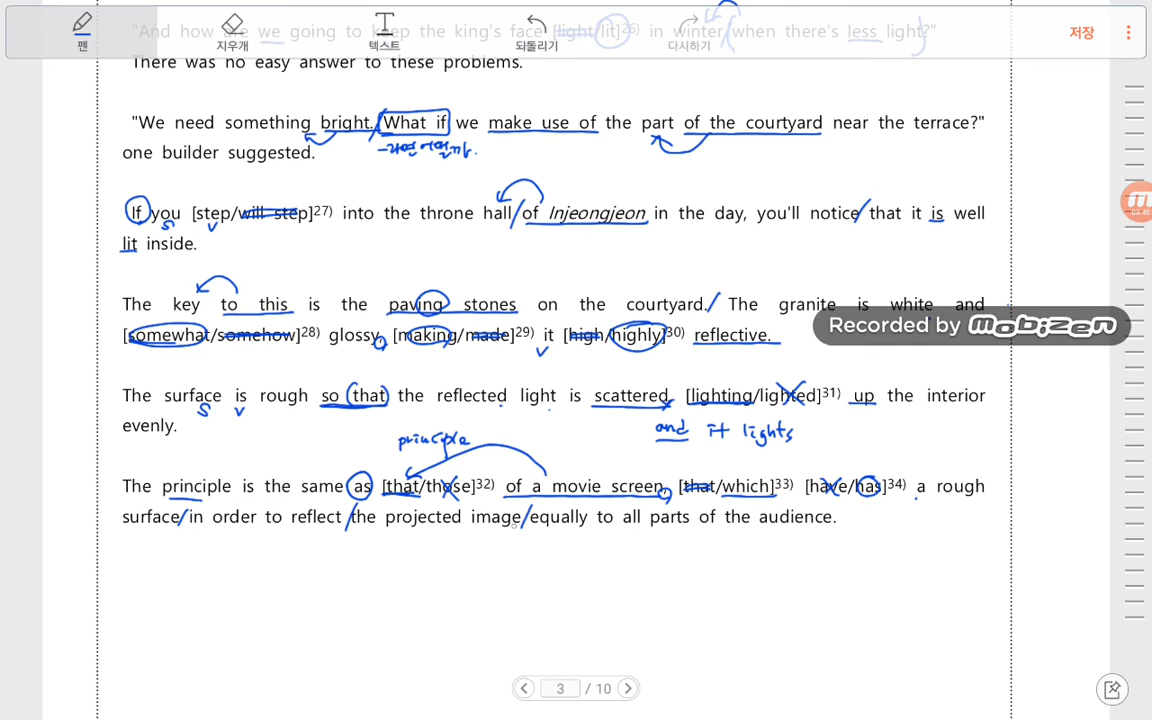 "And how are we going to keep the king's face [light/lit]26) in winter when there's less light?"
펜 지우개 텍스트 되돌리기 다시하기 저장
There was no easy answer to these problems.
"We need something bright. What if we make use of the part of the courtyard near the terrace?"
one builder suggested.
If you [step/will step]27) into the throne hall of Injeongjeon in the day, you'll notice that it is well
S V
lit inside.
The key to this is the paving stones on the courtyard. The granite is white and
Recorded by mobizen
[somewhat/somehow]28) glossy, [making/made]29) it [high/highly]30) reflective.
V
The surface is rough so that the reflected light is scattered, [lighting/lighted]31) up the interior
S V
evenly.
and it lights
principle
The principle is the same as [that/those]32) of a movie screen, [that/which]33) [have/has]34) a rough
surface in order to reflect the projected image equally to all parts of the audience.
3 / 10